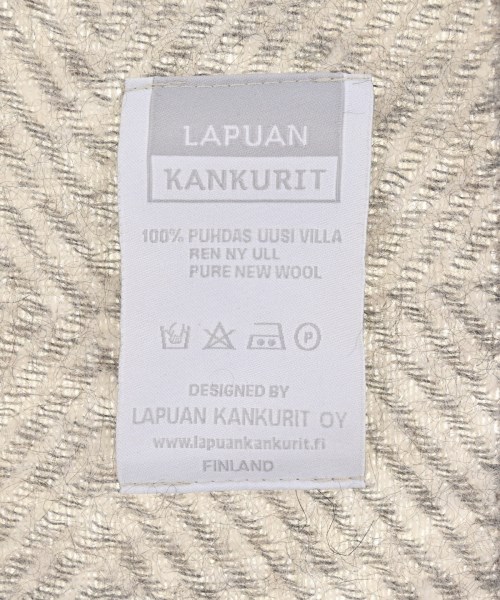 LAPUAN
KANKURIT
100% PUHDAS UUSI VILLA
REN NY ULL
PURE NEW WOOL
P
DESIGNED BY
LAPUAN KANKURIT OY
www.lapuankankurit.fi
FINLAND